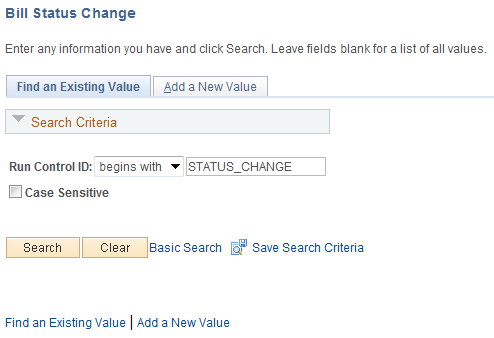 Bill Status Change
Enter any information you have and click Search. Leave fields blank for a list of all values.
Find an Existing Value Add a New Value
Search Criteria
Run Control ID: begins with STATUS_CHANGE
Case Sensitive
Search Clear Basic Search Save Search Criteria
Find an Existing Value | Add a New Value